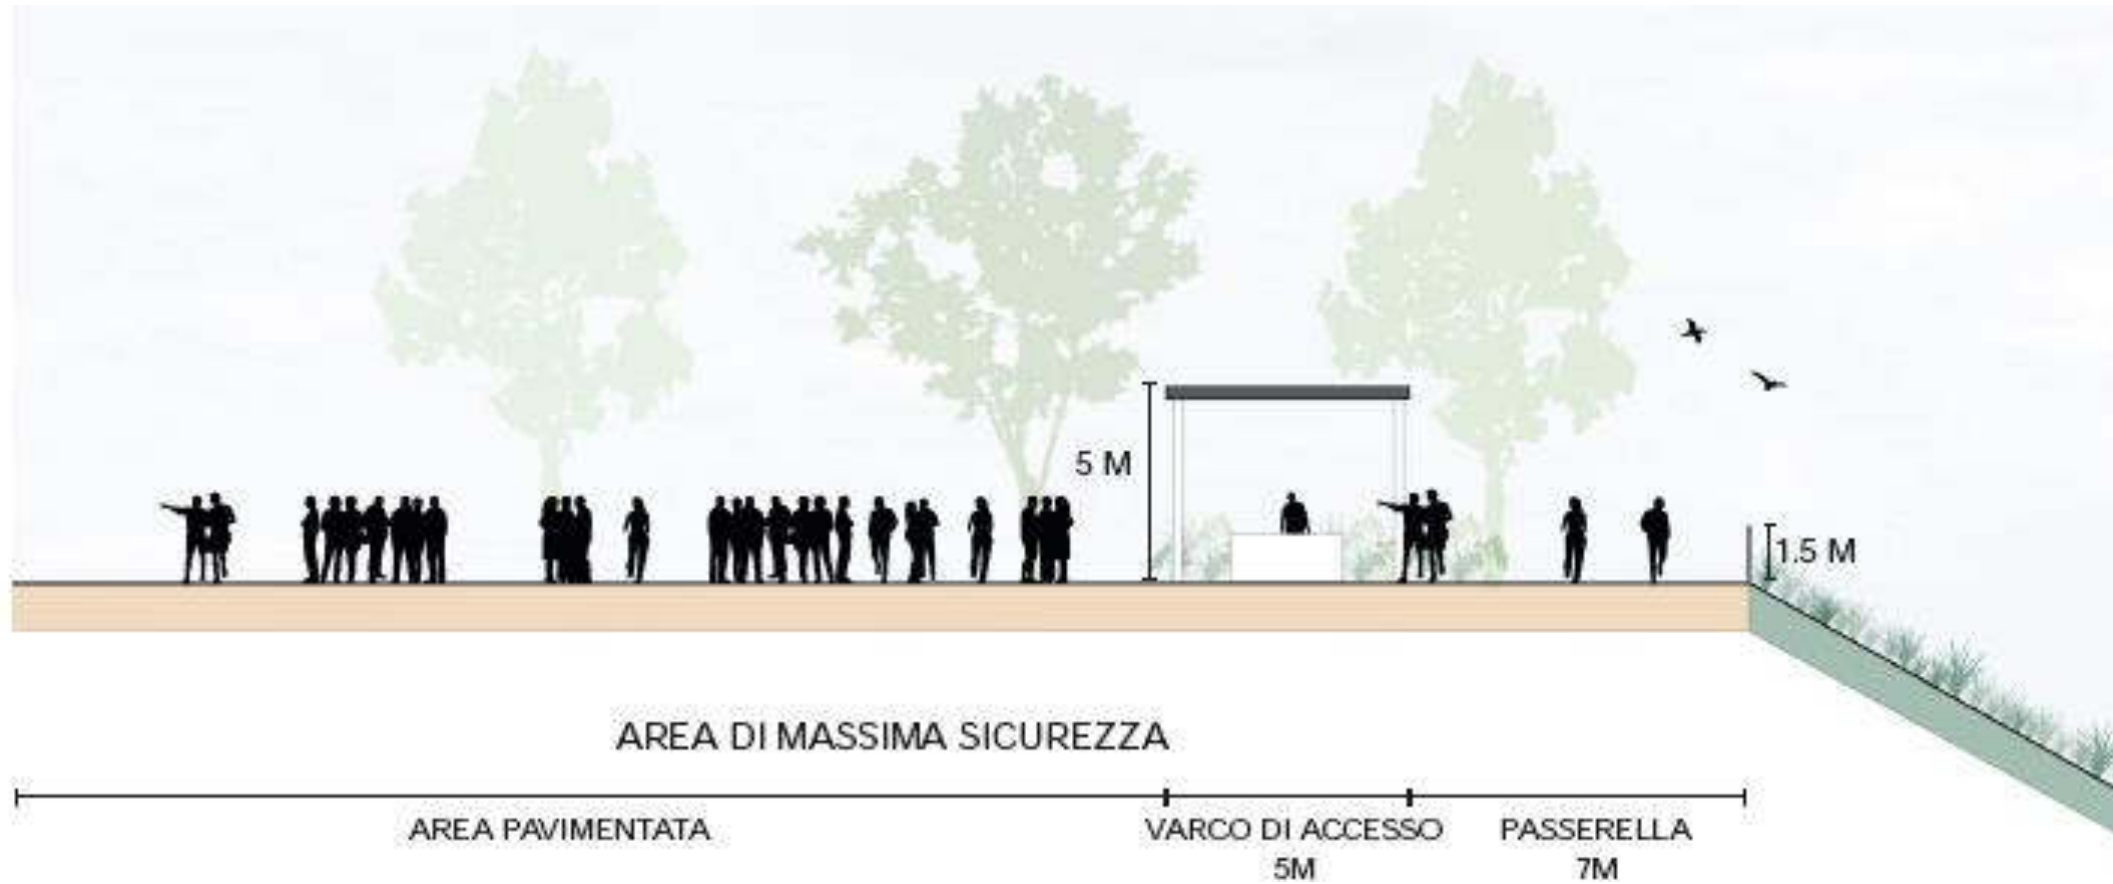 5 M
1.5 M
AREA DI MASSIMA SICUREZZA
AREA PAVIMENTATA
VARCO DI ACCESSO
5M
PASSERELLA
7M